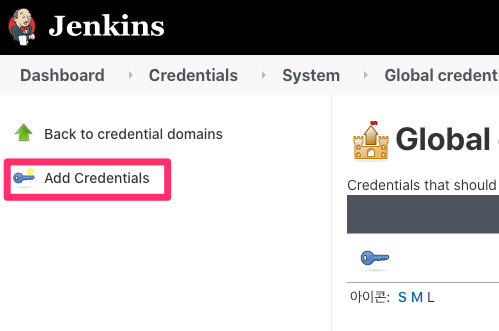 Jenkins
Dashboard Credentials System Global credent
Back to credential domains
Add Credentials
Global
Credentials that should
아이콘: S M L